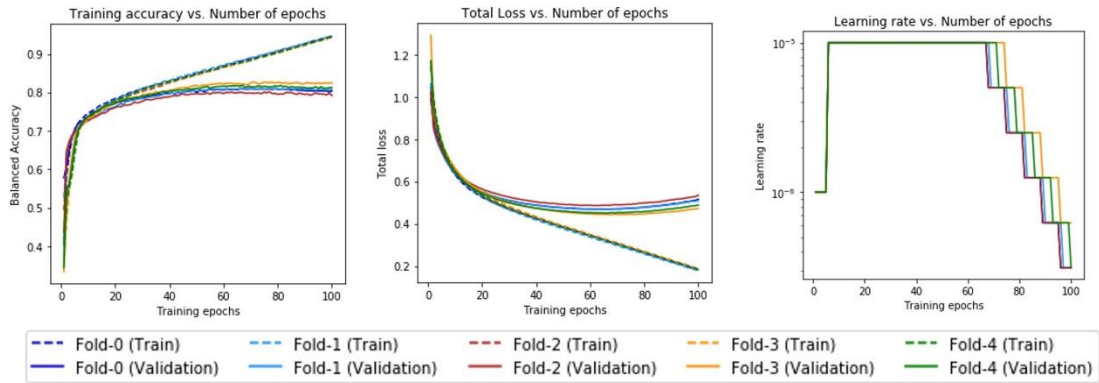 Training accuracy vs. Number of epochs
Balanced Accuracy
0.9
0.8
0.7
0.6
0.5
0.4
0 20 40 60 80 100
Training epochs
Total Loss vs. Number of epochs
Total loss
1.2
1.0
0.8
0.6
0.4
0.2
0 20 40 60 80 100
Training epochs
Learning rate vs. Number of epochs
Learning rate
10⁻⁵
10⁻⁶
0 20 40 60 80 100
Training epochs
Fold-0 (Train) Fold-1 (Train) Fold-2 (Train) Fold-3 (Train) Fold-4 (Train)
Fold-0 (Validation) Fold-1 (Validation) Fold-2 (Validation) Fold-3 (Validation) Fold-4 (Validation)